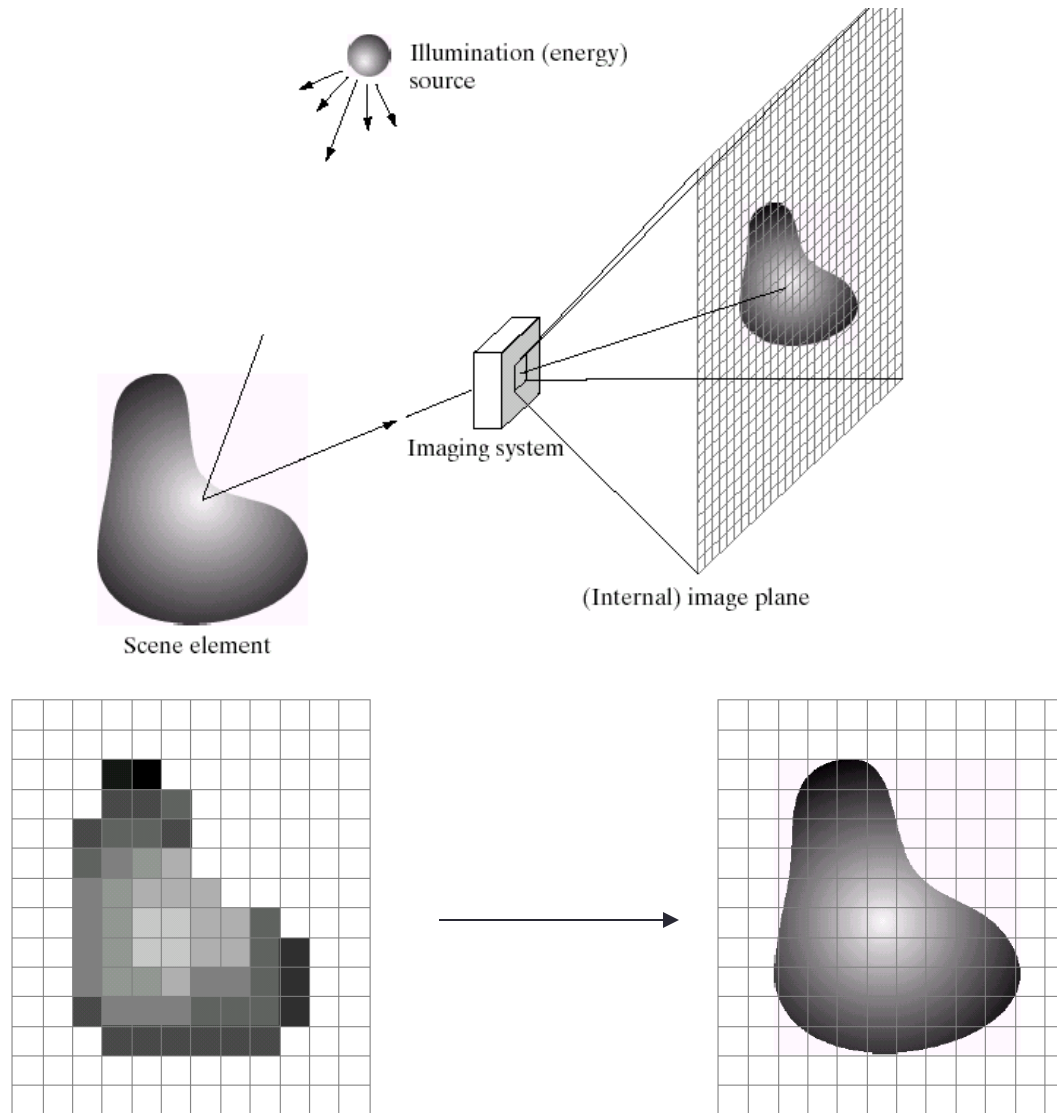 Illumination (energy)
source
Imaging system
(Internal) image plane
Scene element